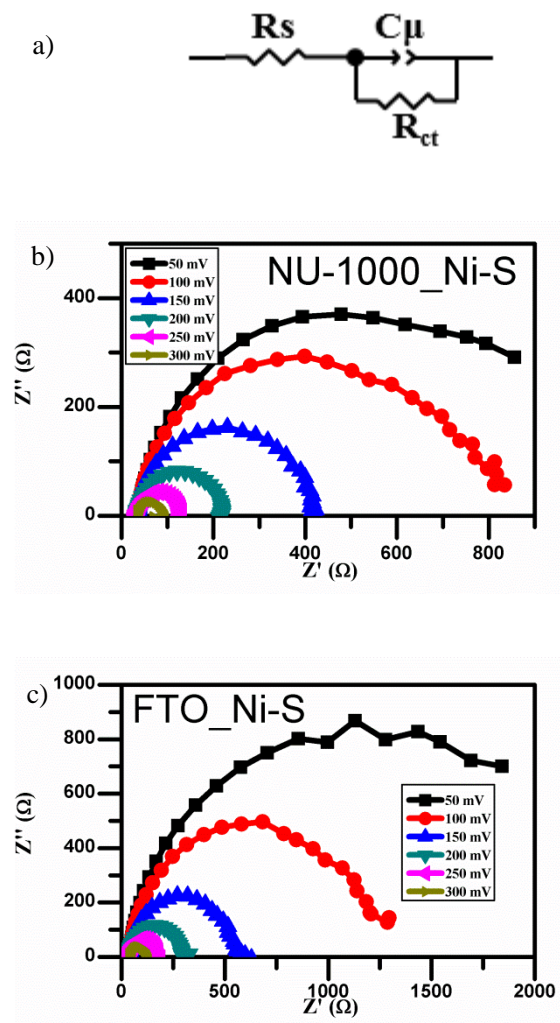 a)
Rs
Cμ
Rct
b)
NU-1000_Ni-S
50 mV
100 mV
150 mV
200 mV
250 mV
300 mV
400
200
0
Z'' (Ω)
0 200 400 600 800
Z' (Ω)
c)
FTO_Ni-S
1000
800
600
400
200
0
Z'' (Ω)
50 mV
100 mV
150 mV
200 mV
250 mV
300 mV
0 500 1000 1500 2000
Z' (Ω)